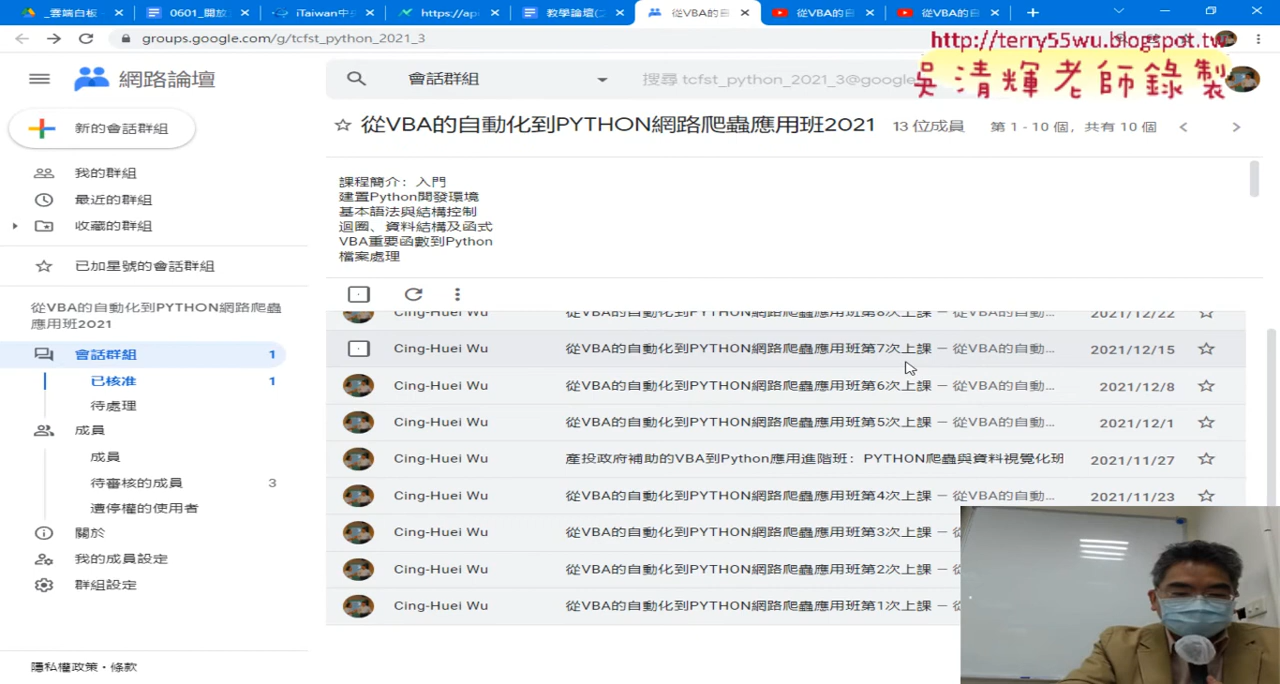 _雲端白板
0601_開放
iTaiwan中央
https://api
教學論壇(2
從VBA的自
從VBA的自
從VBA的自
groups.google.com/g/tcfst_python_2021_3
http://terry55wu.blogspot.tw
吳清輝老師錄製
網路論壇
會話群組
搜尋 tcfst_python_2021_3@google
新的會話群組
從VBA的自動化到PYTHON網路爬蟲應用班2021
13 位成員
第 1 - 10 個，共有 10 個
我的群組
最近的群組
收藏的群組
已加星號的會話群組
課程簡介：入門
建置Python開發環境
基本語法與結構控制
迴圈、資料結構及函式
VBA重要函數到Python
檔案處理
從VBA的自動化到PYTHON網路爬蟲
應用班2021
會話群組 1
已核准 1
待處理
成員
成員
待審核的成員 3
遭停權的使用者
關於
我的成員設定
群組設定
隱私權政策・條款
Cing-Huei Wu 從VBA的自動化到PYTHON網路爬蟲應用班第8次上課 – 從VBA的自動... 2021/12/22
Cing-Huei Wu 從VBA的自動化到PYTHON網路爬蟲應用班第7次上課 – 從VBA的自動... 2021/12/15
Cing-Huei Wu 從VBA的自動化到PYTHON網路爬蟲應用班第6次上課 – 從VBA的自動... 2021/12/8
Cing-Huei Wu 從VBA的自動化到PYTHON網路爬蟲應用班第5次上課 – 從VBA的自動... 2021/12/1
Cing-Huei Wu 產投政府補助的VBA到Python應用進階班：PYTHON爬蟲與資料視覺化班 2021/11/27
Cing-Huei Wu 從VBA的自動化到PYTHON網路爬蟲應用班第4次上課 – 從VBA的自動... 2021/11/23
Cing-Huei Wu 從VBA的自動化到PYTHON網路爬蟲應用班第3次上課 –
Cing-Huei Wu 從VBA的自動化到PYTHON網路爬蟲應用班第2次上課 –
Cing-Huei Wu 從VBA的自動化到PYTHON網路爬蟲應用班第1次上課 –